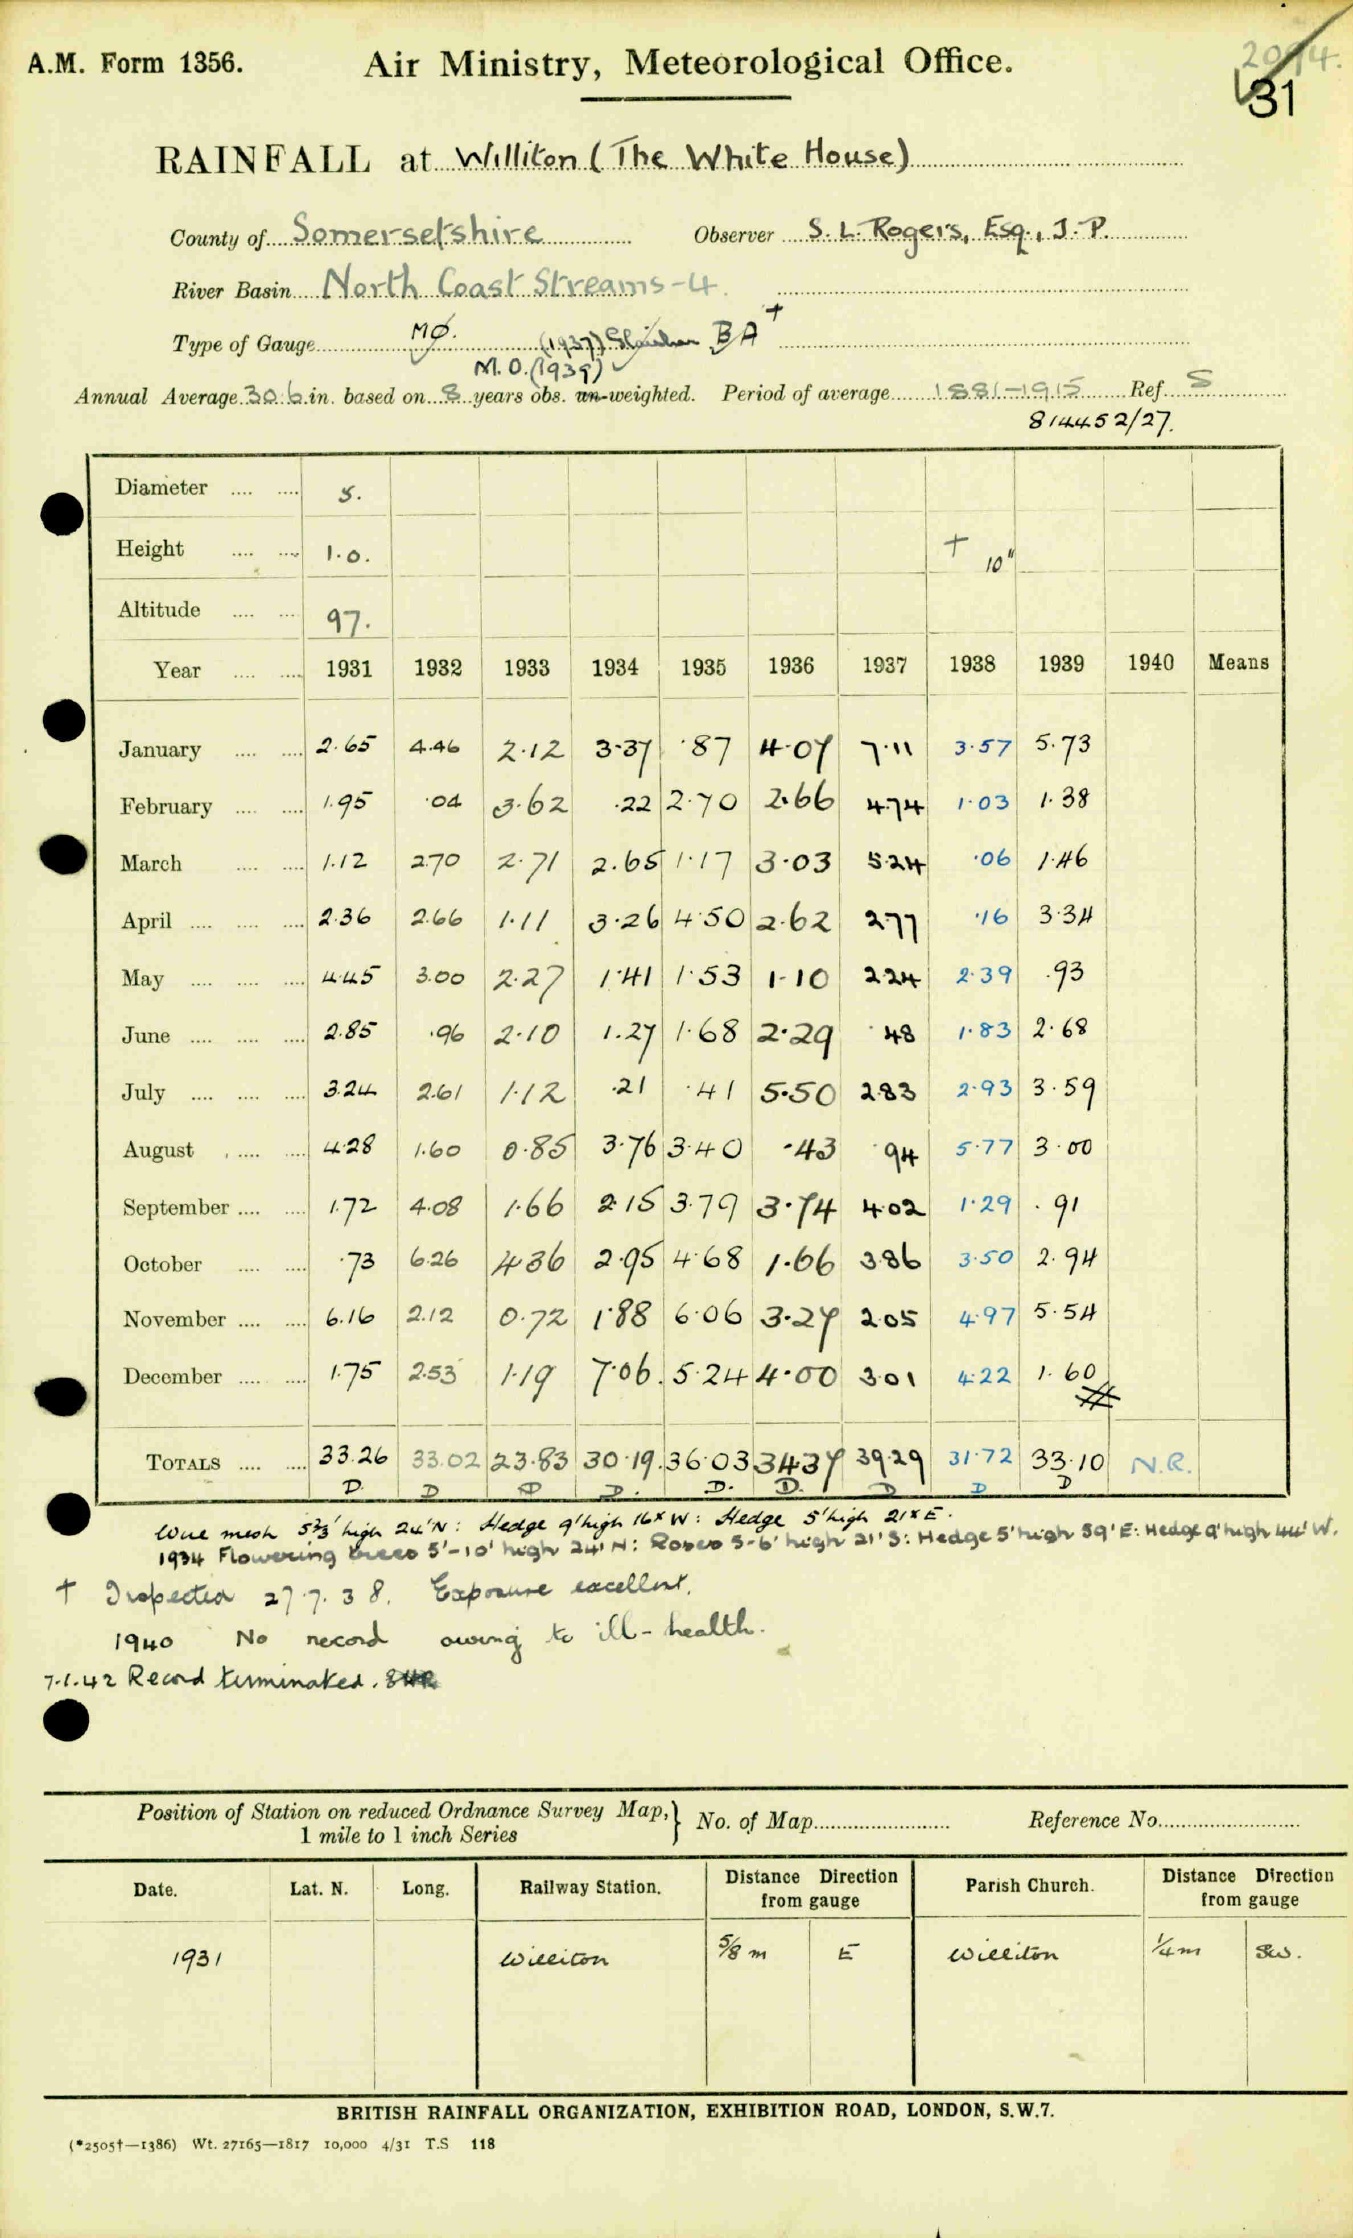 2094.
31
A.M. Form 1356. Air Ministry, Meteorological Office.
RAINFALL at Williton (The White House)
County of Somersetshire Observer S. L. Rogers, Esq., J. P.
River Basin North Coast Streams-4.
Type of Gauge MO. (1937) BA +
M.O. (1939)
Annual Average 30.6 in. based on 8 years obs. un-weighted. Period of average 1881-1915 Ref. S
814452/27.
Diameter .... .... 5.
Height .... .... 1.0. + 10"
Altitude .... .... 97.
Year .... .... 1931 1932 1933 1934 1935 1936 1937 1938 1939 1940 Means
January .... .... 2.65 4.46 2.12 3.37 .87 4.07 7.11 3.57 5.73
February .... .... 1.95 .04 3.62 .22 2.70 2.66 4.74 1.03 1.38
March .... .... 1.12 2.70 2.71 2.65 1.17 3.03 5.24 .06 1.46
April .... .... .... 2.36 2.66 1.11 3.26 4.50 2.62 2.77 .16 3.34
May .... .... .... 4.45 3.00 2.27 1.41 1.53 1.10 2.24 2.39 .93
June .... .... .... 2.85 .96 2.10 1.27 1.68 2.29 .48 1.83 2.68
July .... .... .... 3.24 2.61 1.12 .21 .41 5.50 2.83 2.93 3.59
August .... .... 4.28 1.60 0.85 3.76 3.40 .43 .94 5.77 3.00
September .... .... 1.72 4.08 1.66 2.15 3.79 3.74 4.02 1.29 .91
October .... .... .73 6.26 4.36 2.95 4.68 1.66 3.86 3.50 2.94
November .... .... 6.16 2.12 0.72 1.88 6.06 3.27 2.05 4.97 5.54
December .... .... 1.75 2.53 1.19 7.06. 5.24 4.00 3.01 4.22 1.60
TOTALS .... .... 33.26 33.02 23.83 30.19. 36.03 34.37 39.29 31.72 33.10 N.R.
D. D D D. D. D. D D D
Wire mesh 5⅔' high 24' N: Hedge 9' high 16x W: Hedge 5' high 21x E.
1934 Flowering trees 5'-10' high 24' N: Roses 5-6' high 21' S: Hedge 5' high 59' E: Hedge 9' high 44' W.
† Inspected 27.7.38. Exposure excellent.
1940 No record owing to ill-health.
7.1.42 Record terminated.
Position of Station on reduced Ordnance Survey Map,} No. of Map Reference No.
1 mile to 1 inch Series
Date. Lat. N. Long. Railway Station. Distance Direction from gauge Parish Church. Distance Direction from gauge
1931 Williton 5/8 m E Williton 1/4 m SW.
BRITISH RAINFALL ORGANIZATION, EXHIBITION ROAD, LONDON, S.W.7.
(*2505†—1386) Wt. 27165—1817 10,000 4/31 T.S 118